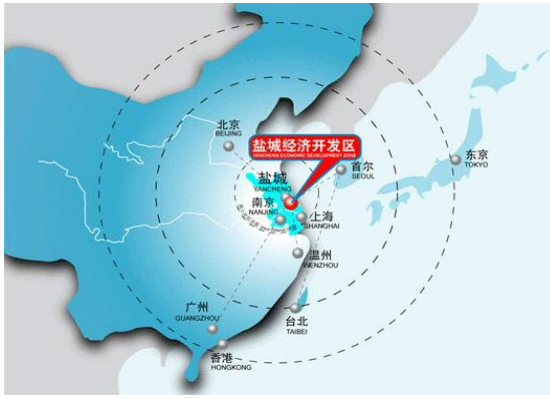 北京
BEIJING
盐城经济开发区
YANCHENG ECONOMIC DEVELOPMENT ZONE
东京
TOKYO
首尔
SEOUL
盐城
YANCHENG
南京
NANJING
上海
SHANGHAI
温州
WENZHOU
广州
GUANGZHOU
台北
TAIBEI
香港
HONGKONG